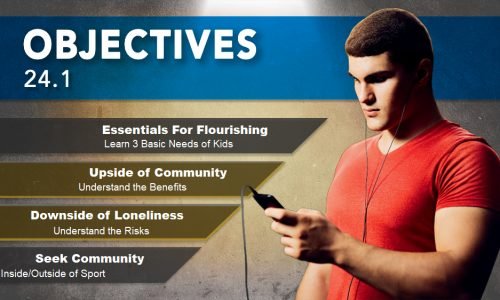 OBJECTIVES
24.1
Essentials For Flourishing
Learn 3 Basic Needs of Kids
Upside of Community
Understand the Benefits
Downside of Loneliness
Understand the Risks
Seek Community
Inside/Outside of Sport